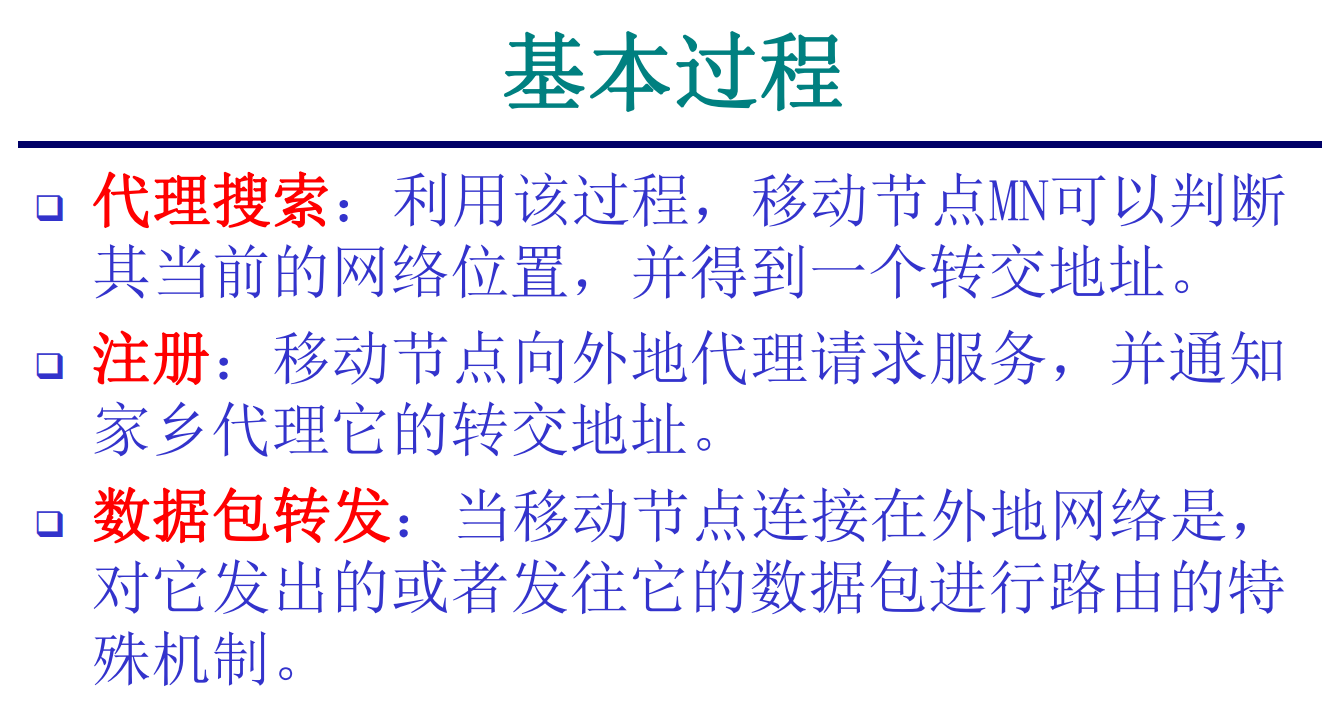 基本过程
代理搜索：利用该过程，移动节点MN可以判断
其当前的网络位置，并得到一个转交地址。
注册：移动节点向外地代理请求服务，并通知
家乡代理它的转交地址。
数据包转发：当移动节点连接在外地网络是，
对它发出的或者发往它的数据包进行路由的特
殊机制。